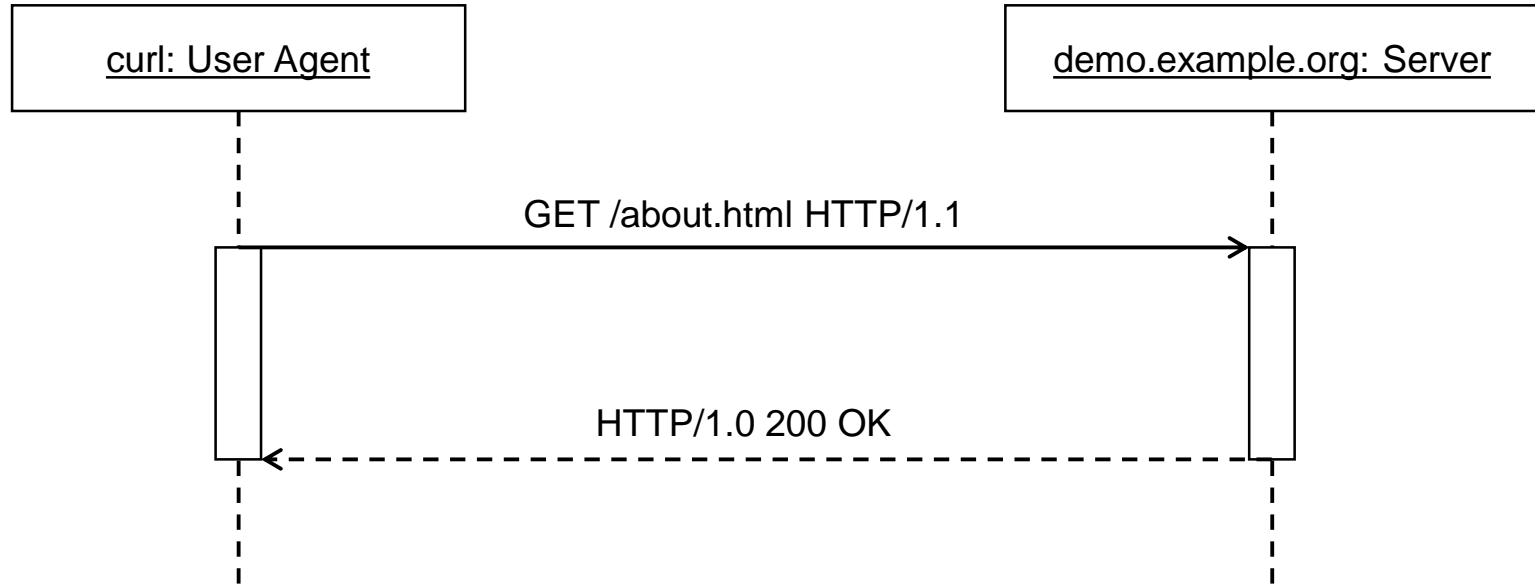 curl: User Agent
demo.example.org: Server
GET /about.html HTTP/1.1
HTTP/1.0 200 OK